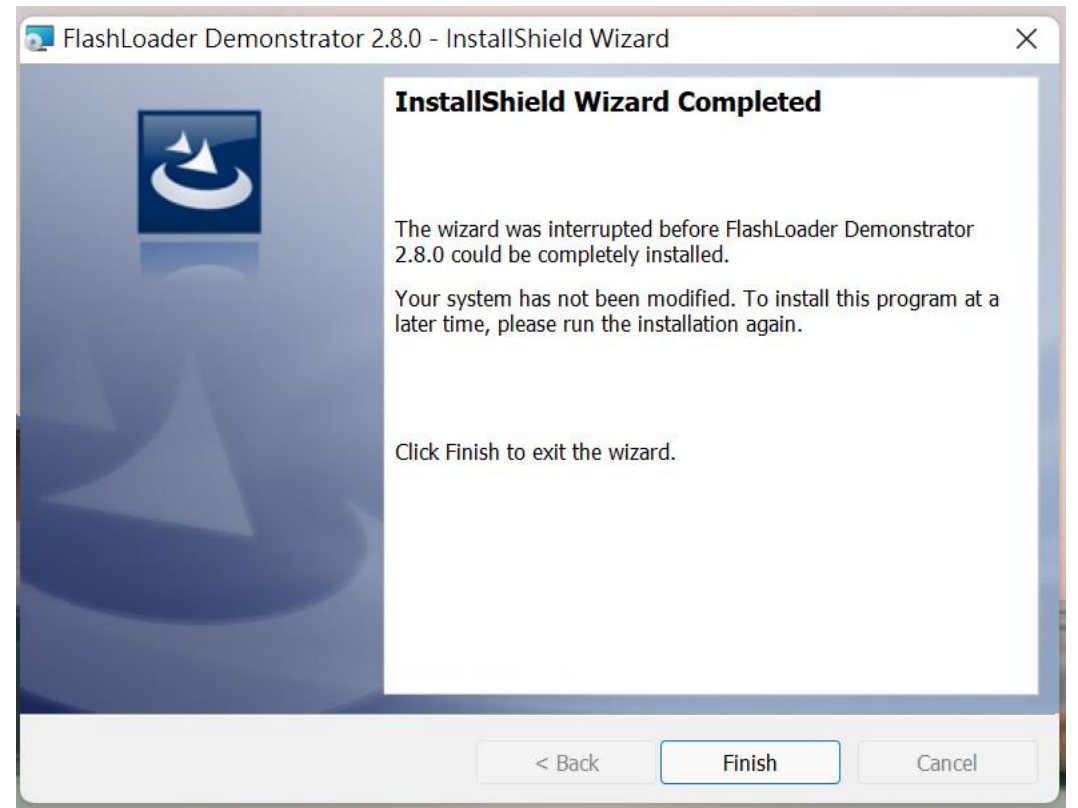 FlashLoader Demonstrator 2.8.0 - InstallShield Wizard
InstallShield Wizard Completed
The wizard was interrupted before FlashLoader Demonstrator
2.8.0 could be completely installed.
Your system has not been modified. To install this program at a
later time, please run the installation again.
Click Finish to exit the wizard.
< Back
Finish
Cancel